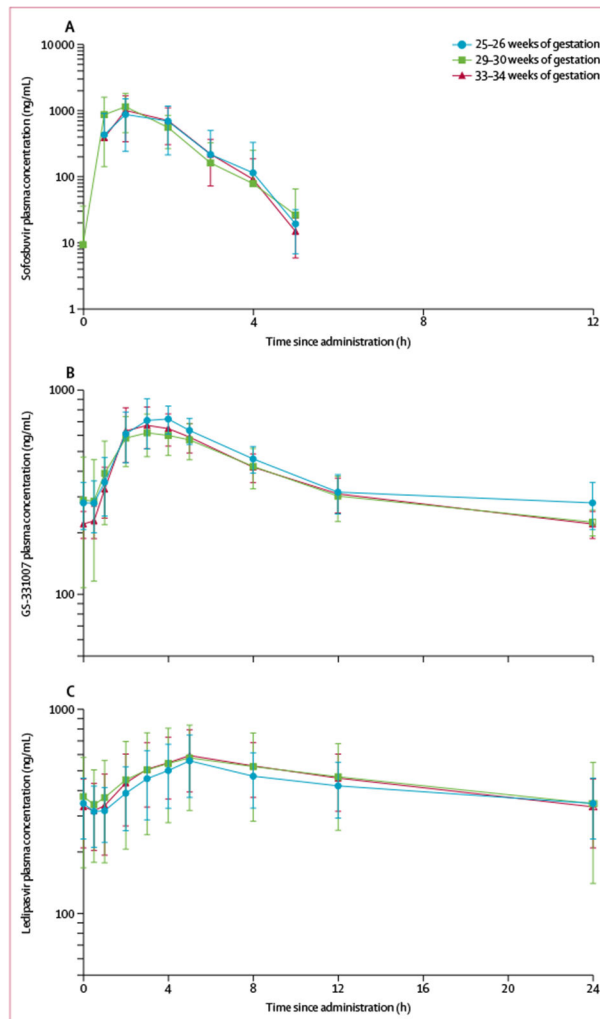 A
25–26 weeks of gestation
29–30 weeks of gestation
33–34 weeks of gestation
Sofosbuvir plasma concentration (ng/mL)
10 000
1000
100
10
1
0 4 8 12
Time since administration (h)
B
GS-331007 plasma concentration (ng/mL)
1000
100
C
Ledipasvir plasma concentration (ng/mL)
1000
100
0 4 8 12 16 20 24
Time since administration (h)